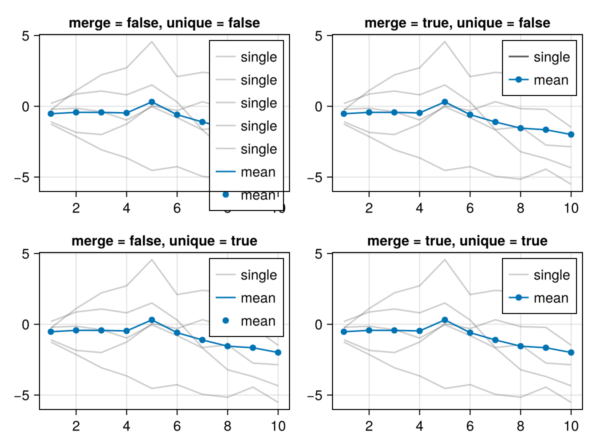 merge = false, unique = false
5
0
−5
2
4
6
single
single
single
single
single
mean
mean
10
merge = true, unique = false
5
0
−5
2
4
6
8
10
single
mean
merge = false, unique = true
5
0
−5
2
4
6
8
10
single
mean
mean
merge = true, unique = true
5
0
−5
2
4
6
8
10
single
mean